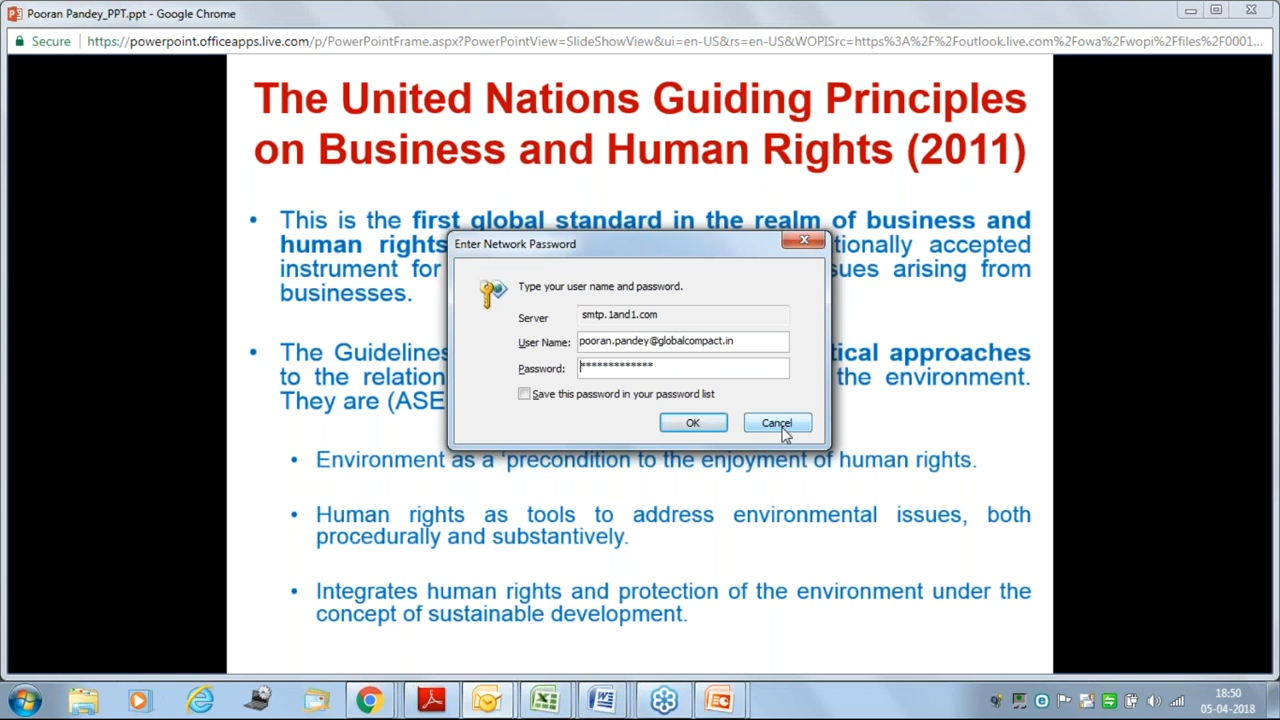 Pooran Pandey_PPT.ppt - Google Chrome
Secure https://powerpoint.officeapps.live.com/p/PowerPointFrame.aspx?PowerPointView=SlideShowView&ui=en-US&rs=en-US&WOPISrc=https%3A%2F%2Foutlook.live.com%2Fowa%2Fwopi%2Ffiles%2F0001...
The United Nations Guiding Principles
on Business and Human Rights (2011)
• This is the first global standard in the realm of business and
human rights tionally accepted
instrument for sues arising from
businesses.
Enter Network Password
Type your user name and password.
Server smtp.1and1.com
User Name: pooran.pandey@globalcompact.in
Password: *************
Save this password in your password list
OK Cancel
• The Guidelines tical approaches
to the relation the environment.
They are (ASE
• Environment as a 'precondition to the enjoyment of human rights.
• Human rights as tools to address environmental issues, both
procedurally and substantively.
• Integrates human rights and protection of the environment under the
concept of sustainable development.
18:50
05-04-2018